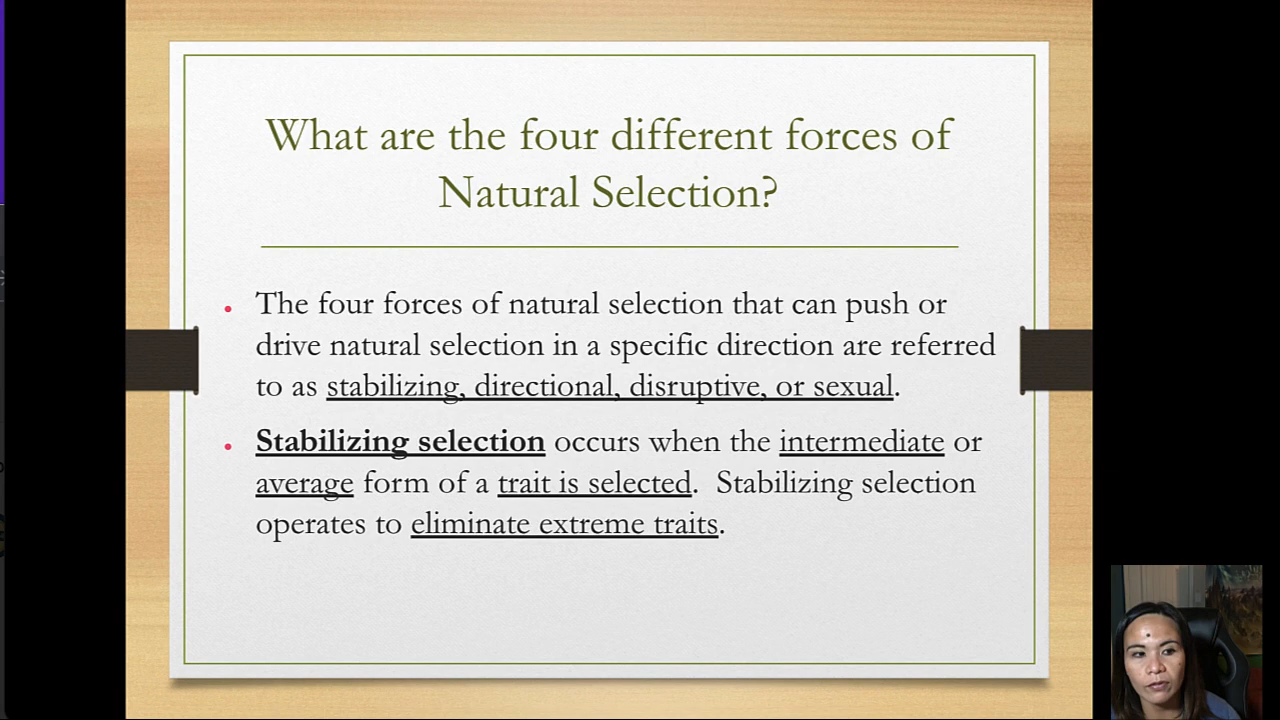 What are the four different forces of
Natural Selection?
• The four forces of natural selection that can push or
drive natural selection in a specific direction are referred
to as stabilizing, directional, disruptive, or sexual.
• Stabilizing selection occurs when the intermediate or
average form of a trait is selected.  Stabilizing selection
operates to eliminate extreme traits.